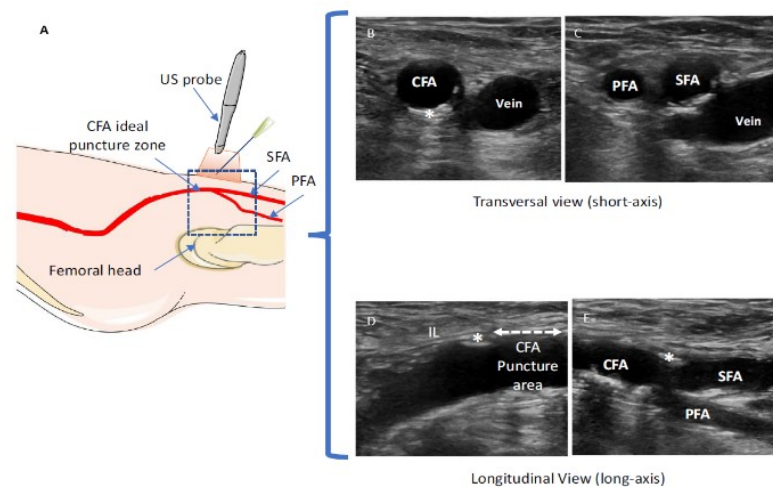 A
US probe
CFA ideal
puncture zone
SFA
PFA
Femoral head
B
CFA
*
Vein
C
PFA
SFA
Vein
Transversal view (short-axis)
D
IL
*
CFA
Puncture
area
E
CFA
*
SFA
PFA
Longitudinal View (long-axis)